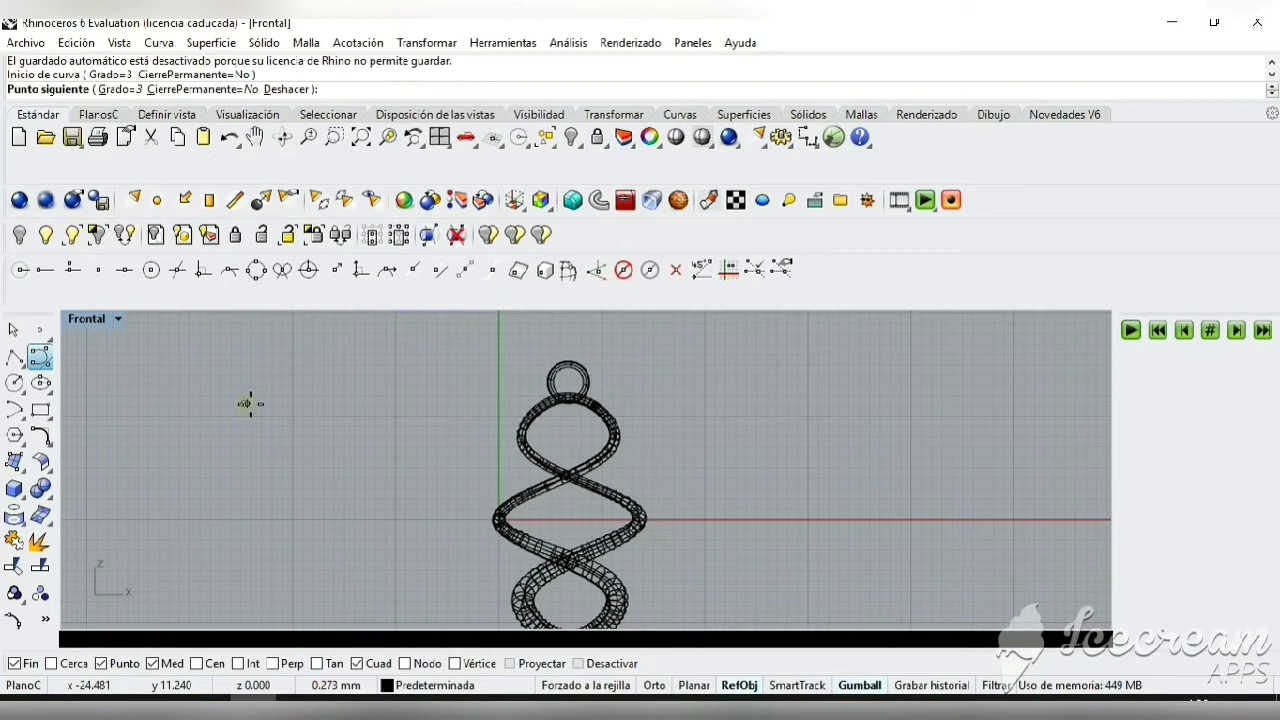 Rhinoceros 6 Evaluation (licencia caducada) - [Frontal]
Archivo Edición Vista Curva Superficie Sólido Malla Acotación Transformar Herramientas Análisis Renderizado Paneles Ayuda
El guardado automático está desactivado porque su licencia de Rhino no permite guardar.
Inicio de curva ( Grado=3 CierrePermanente=No )
Punto siguiente ( Grado=3 CierrePermanente=No Deshacer ):
Estándar PlanosC Definir vista Visualización Seleccionar Disposición de las vistas Visibilidad Transformar Curvas Superficies Sólidos Mallas Renderizado Dibujo Novedades V6
Frontal
z
x
Fin Cerca Punto Med Cen Int Perp Tan Cuad Nodo Vértice Proyectar Desactivar
PlanoC x -24.481 y 11.240 z 0.000 0.273 mm Predeterminada Forzado a la rejilla Orto Planar RefObj SmartTrack Gumball Grabar historial Filtrar Uso de memoria: 449 MB
Icecream
APPS